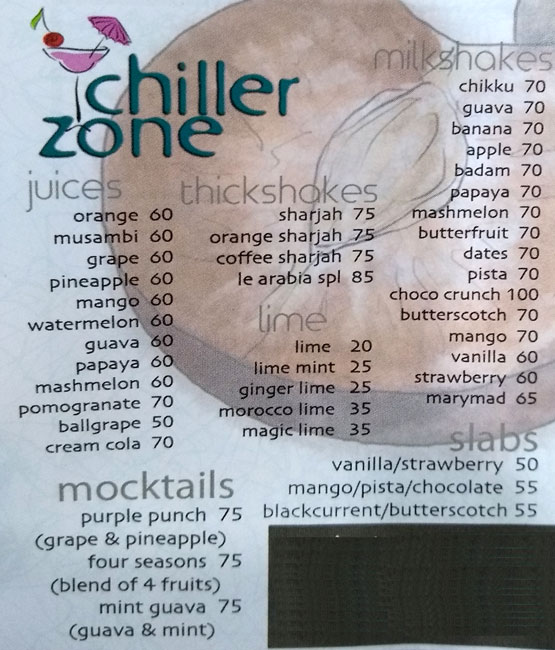 chiller
zone
juices
orange 60
musambi 60
grape 60
pineapple 60
mango 60
watermelon 60
guava 60
papaya 60
mashmelon 60
pomogranate 70
ballgrape 50
cream cola 70
mocktails
purple punch 75
(grape & pineapple)
four seasons 75
(blend of 4 fruits)
mint guava 75
(guava & mint)
thickshakes
sharjah 75
orange sharjah 75
coffee sharjah 75
le arabia spl 85
lime
lime 20
lime mint 25
ginger lime 25
morocco lime 35
magic lime 35
milkshakes
chikku 70
guava 70
banana 70
apple 70
badam 70
papaya 70
mashmelon 70
butterfruit 70
dates 70
pista 70
choco crunch 100
butterscotch 70
mango 70
vanilla 60
strawberry 60
marymad 65
slabs
vanilla/strawberry 50
mango/pista/chocolate 55
blackcurrent/butterscotch 55